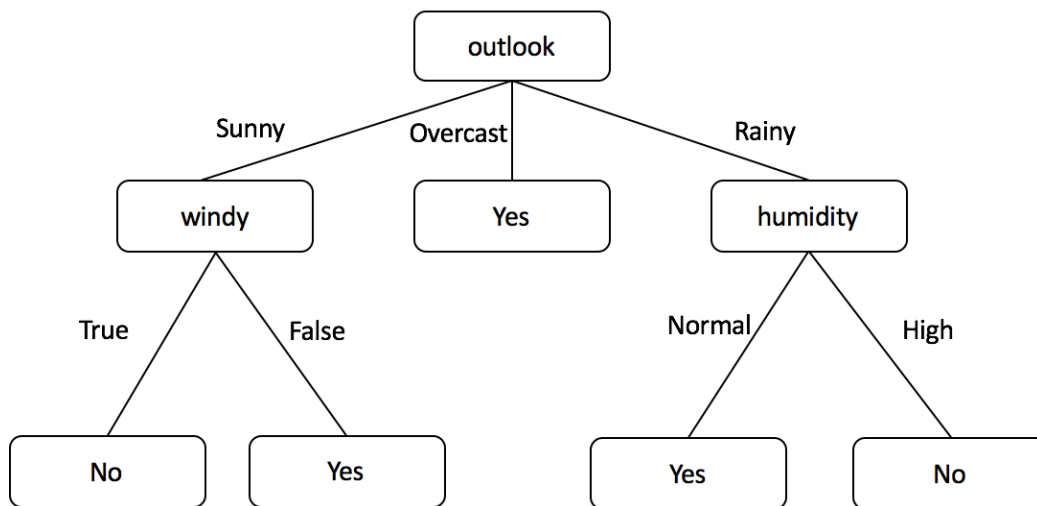 outlook
Sunny
Overcast
Rainy
windy
Yes
humidity
True
False
Normal
High
No
Yes
Yes
No